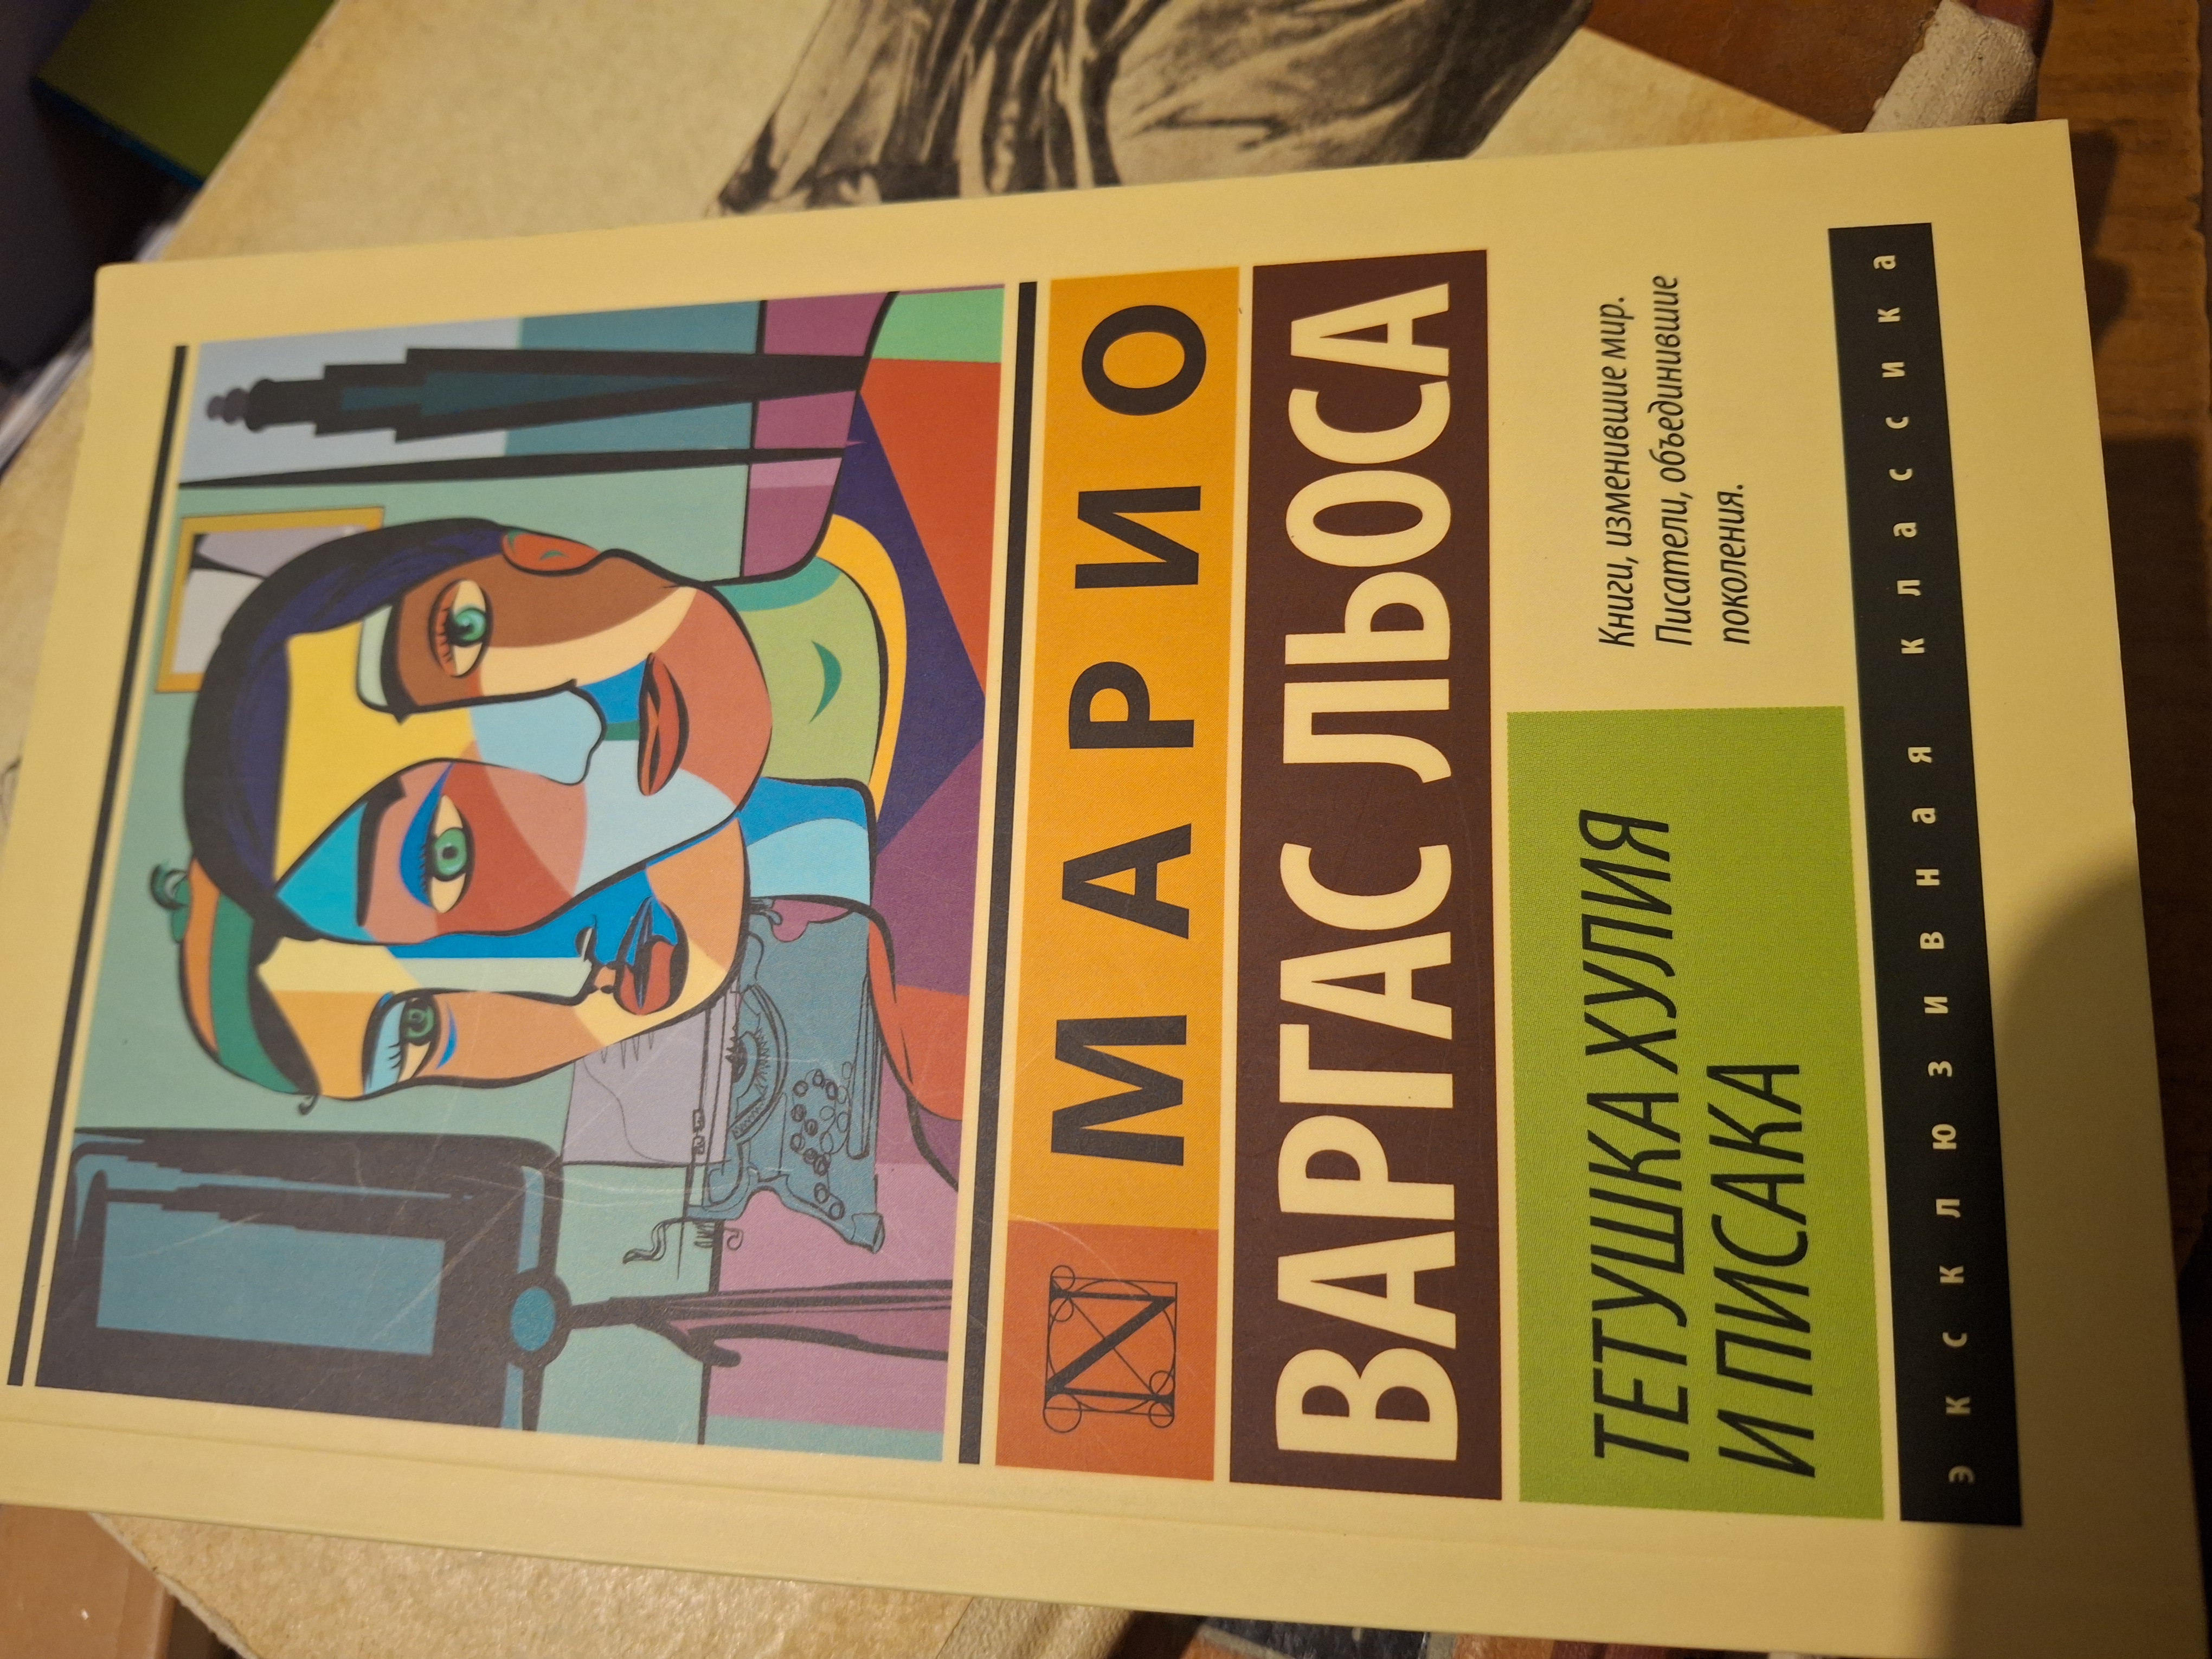 МАРИО
ВАРГАС ЛЬОСА
ТЕТУШКА ХУЛИЯ
И ПИСАКА
Книги, изменившие мир.
Писатели, объединившие
поколения.
эксклюзивная классика